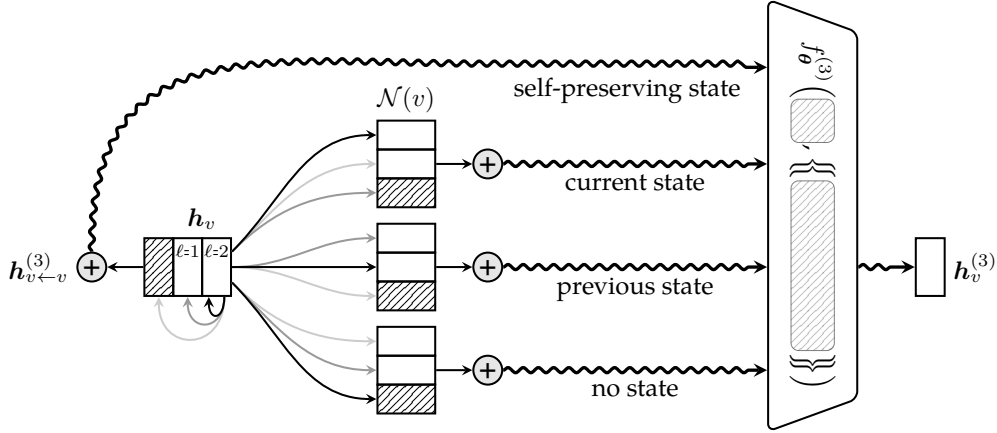 f_θ^(3) ( , {{ }} )
self-preserving state
𝒩(v)
+
current state
h_v
ℓ=1 ℓ=2
h_{v←v}^(3)
+
+
previous state
h_v^(3)
+
no state